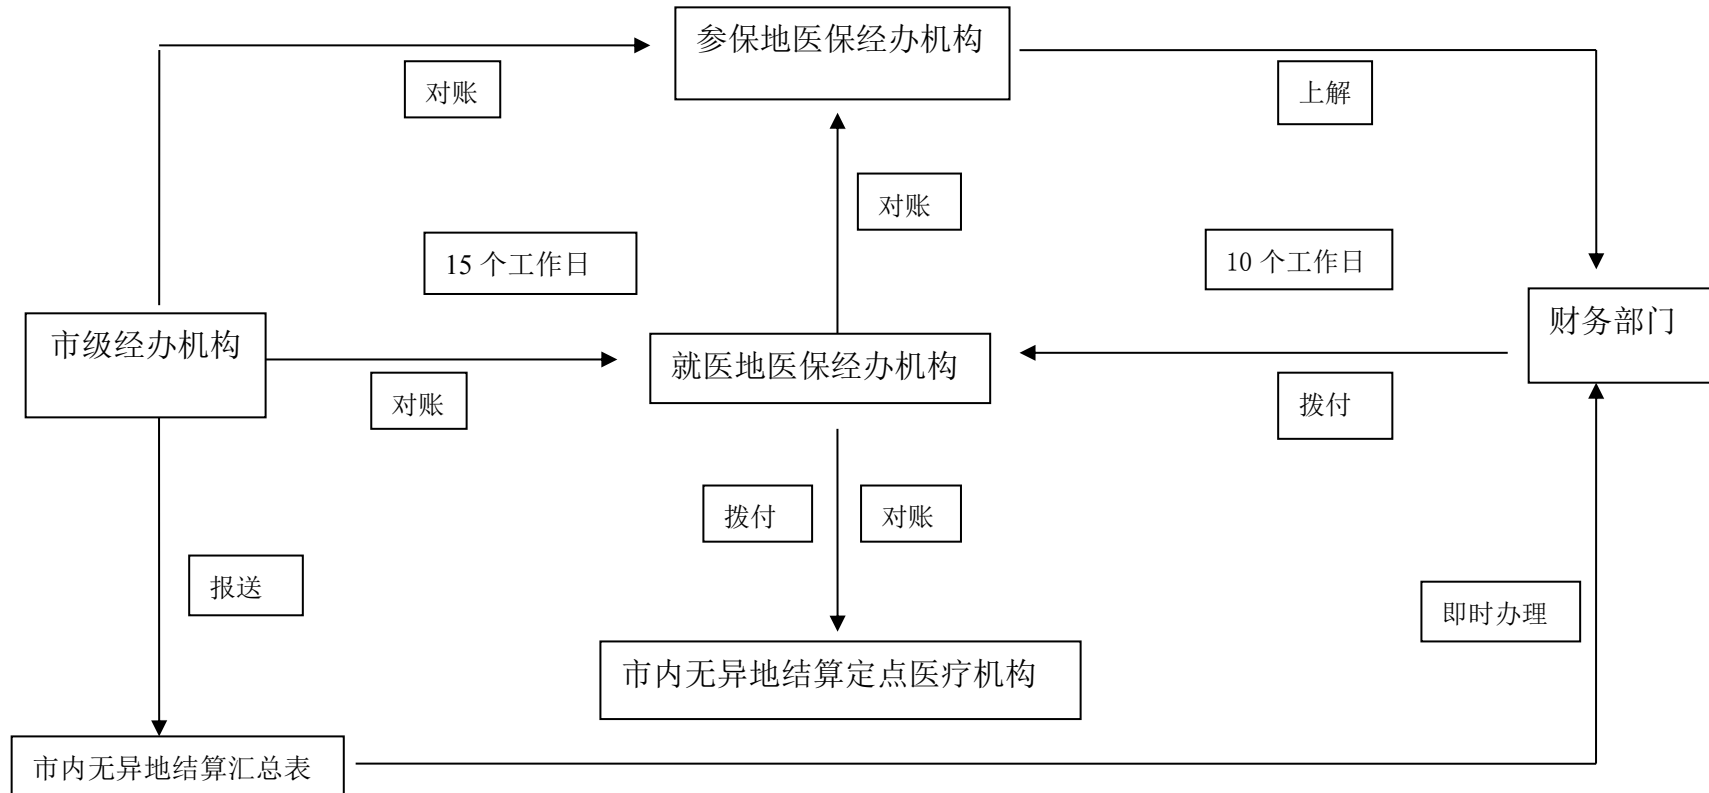 参保地医保经办机构
对账
上解
对账
15 个工作日
10 个工作日
市级经办机构
就医地医保经办机构
财务部门
对账
拨付
拨付
对账
报送
即时办理
市内无异地结算定点医疗机构
市内无异地结算汇总表